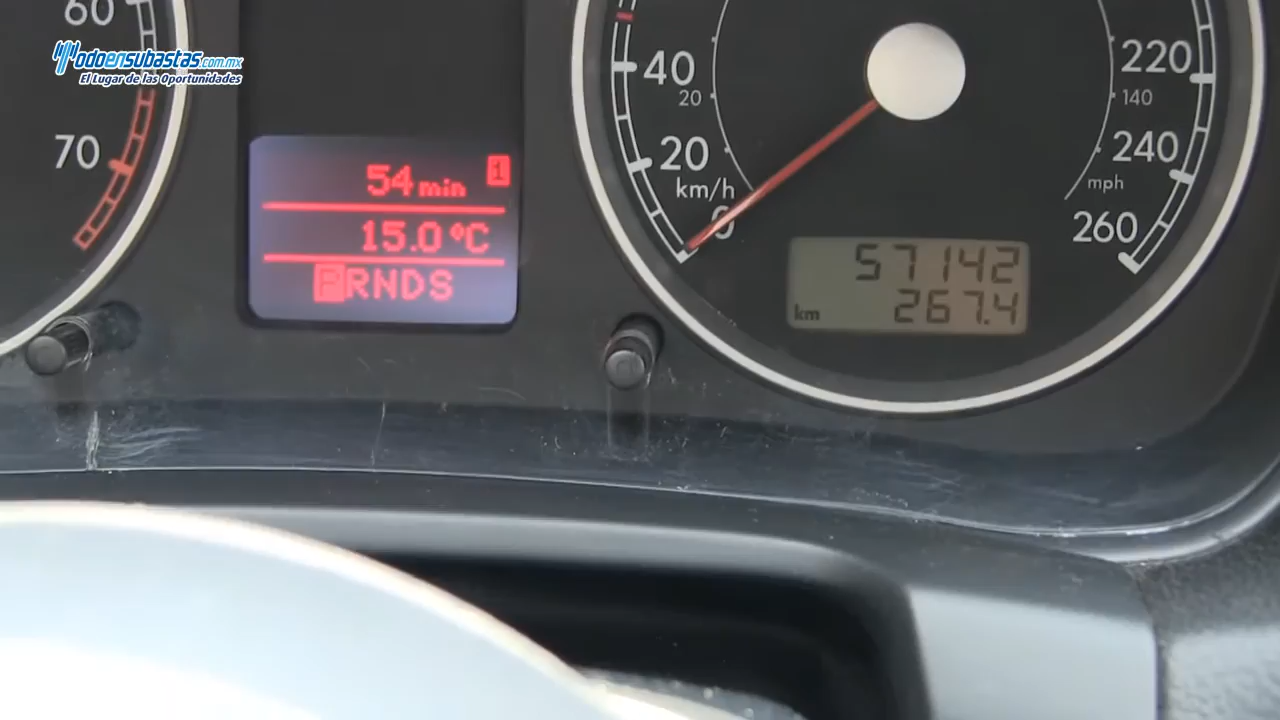 60
Todoensubastas.com.mx
El Lugar de las Oportunidades
70
54 min 1
15.0 °C
PRNDS
40
20
20
km/h
0
220
140
240
mph
260
57142
km 267.4